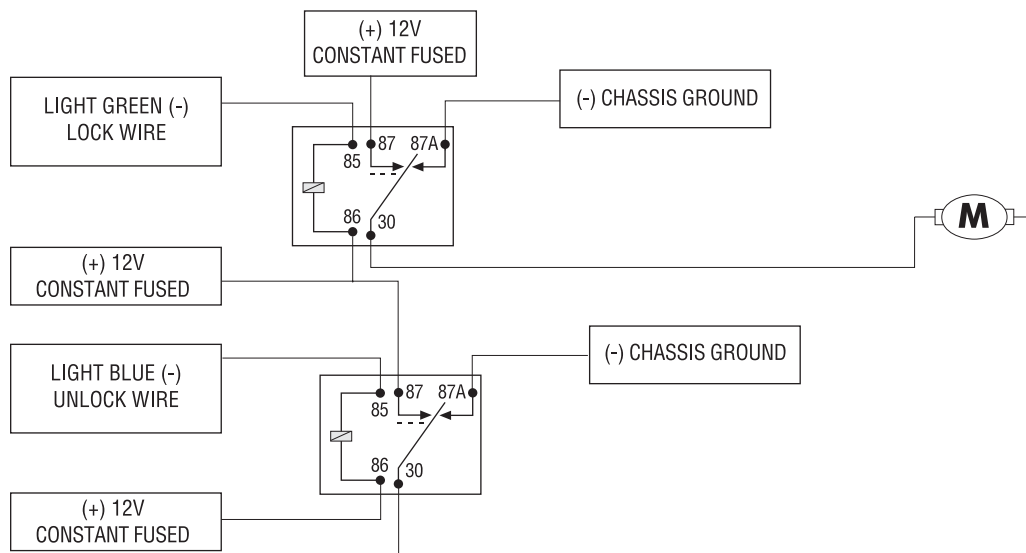 (+) 12V
CONSTANT FUSED
LIGHT GREEN (-)
LOCK WIRE
(-) CHASSIS GROUND
87
87A
85
86
30
M
(+) 12V
CONSTANT FUSED
LIGHT BLUE (-)
UNLOCK WIRE
(-) CHASSIS GROUND
87
87A
85
86
30
(+) 12V
CONSTANT FUSED